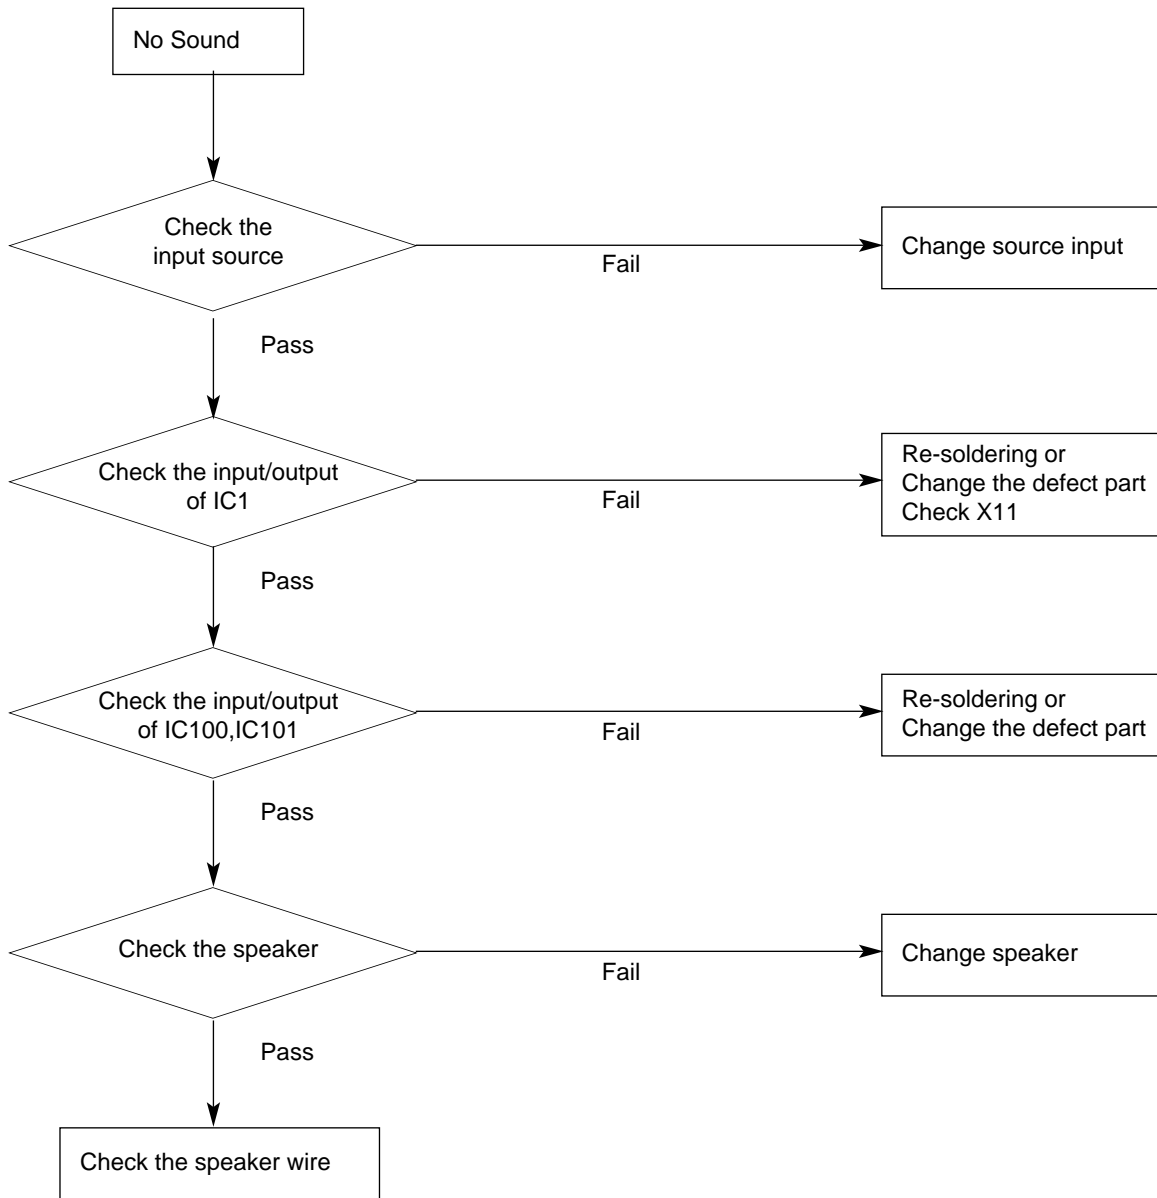 No Sound
Check the
input source
Fail
Change source input
Pass
Check the input/output
of IC1
Fail
Re-soldering or
Change the defect part
Check X11
Pass
Check the input/output
of IC100,IC101
Fail
Re-soldering or
Change the defect part
Pass
Check the speaker
Fail
Change speaker
Pass
Check the speaker wire